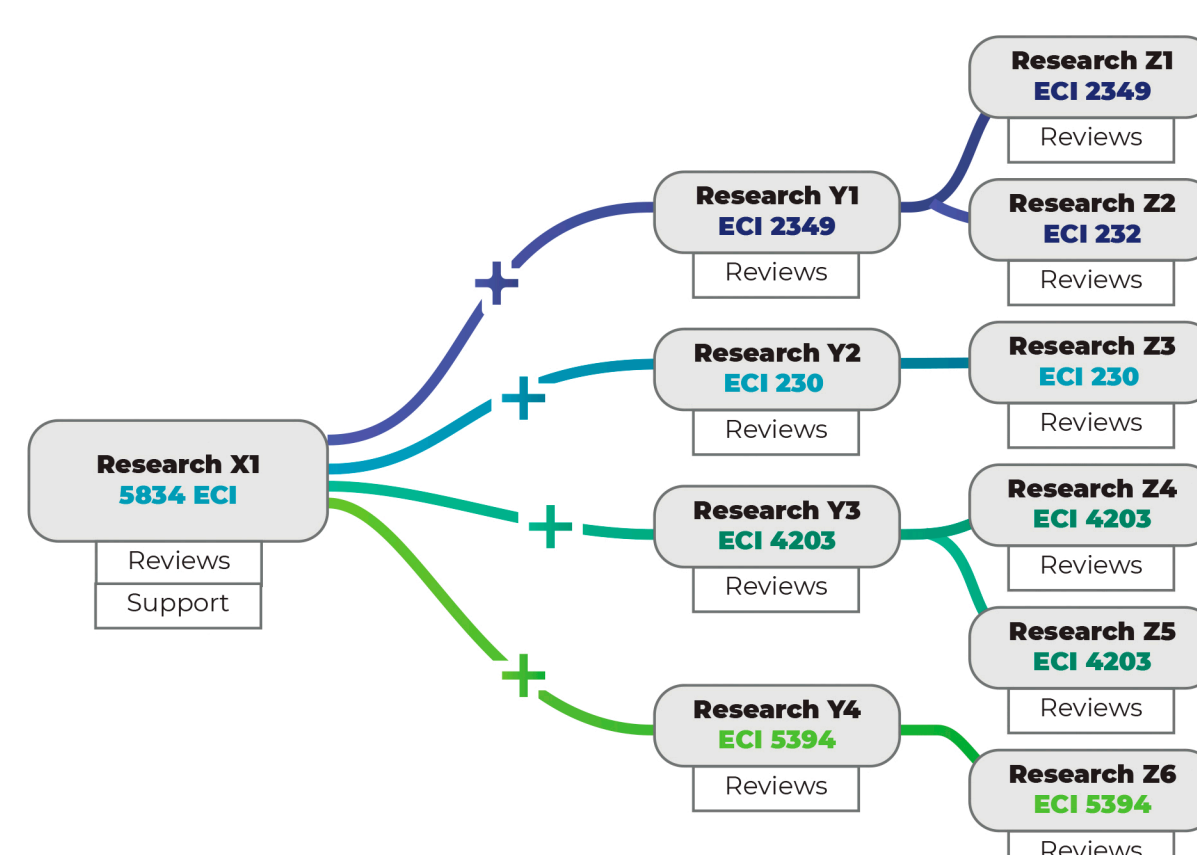 Research X1
5834 ECI
Reviews
Support
Research Y1
ECI 2349
Reviews
Research Y2
ECI 230
Reviews
Research Y3
ECI 4203
Reviews
Research Y4
ECI 5394
Reviews
Research Z1
ECI 2349
Reviews
Research Z2
ECI 232
Reviews
Research Z3
ECI 230
Reviews
Research Z4
ECI 4203
Reviews
Research Z5
ECI 4203
Reviews
Research Z6
ECI 5394
Reviews